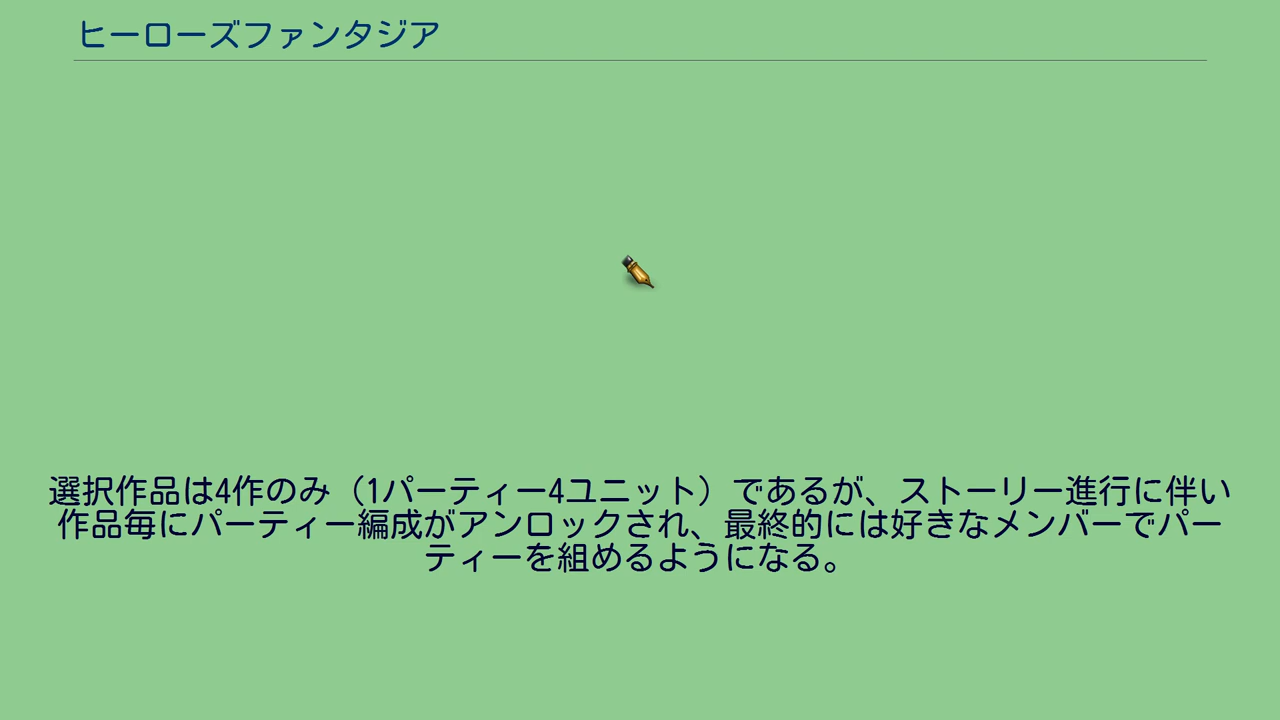 ヒーローズファンタジア
選択作品は4作のみ（1パーティー4ユニット）であるが、ストーリー進行に伴い
作品毎にパーティー編成がアンロックされ、最終的には好きなメンバーでパー
ティーを組めるようになる。